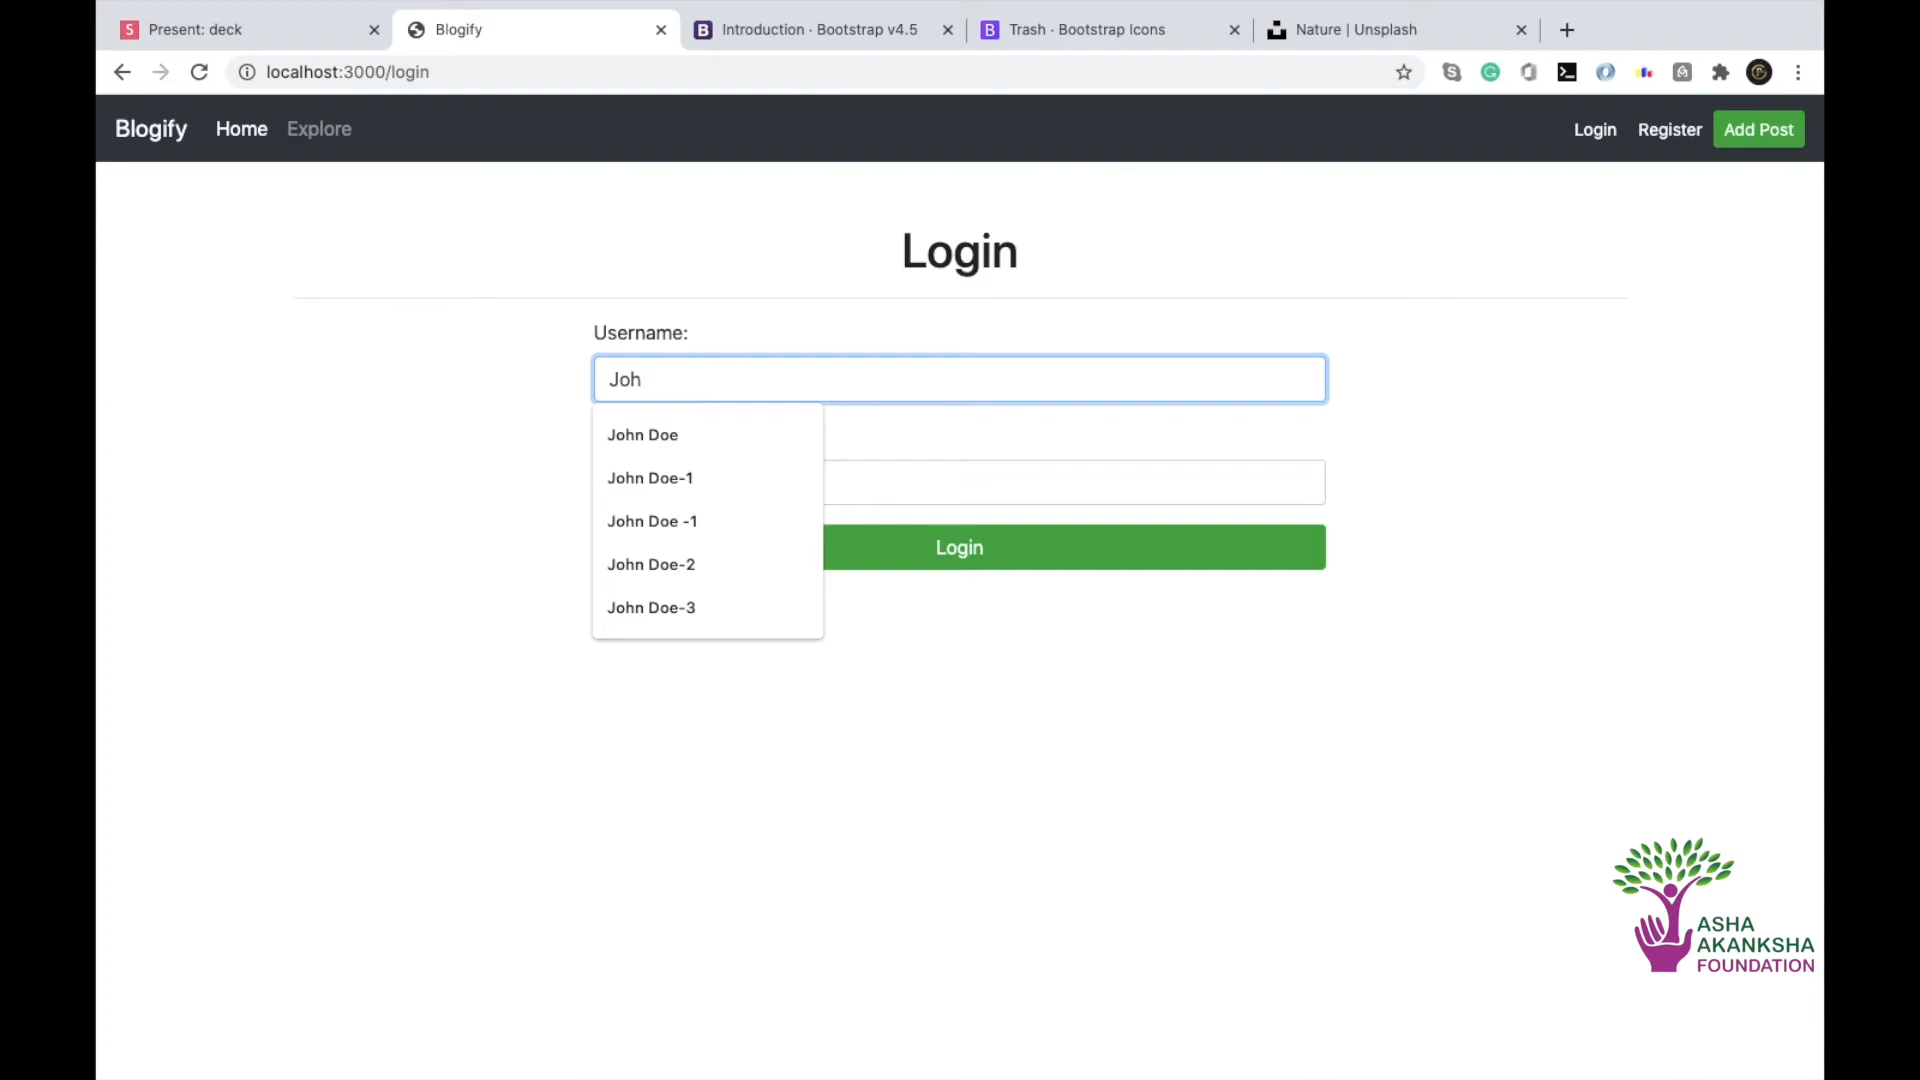 Present: deck
Blogify
Introduction · Bootstrap v4.5
Trash · Bootstrap Icons
Nature | Unsplash
localhost:3000/login
Blogify
Home
Explore
Login
Register
Add Post
Login
Username:
Joh
John Doe
John Doe-1
John Doe -1
John Doe-2
John Doe-3
Login
ASHA
AKANKSHA
FOUNDATION